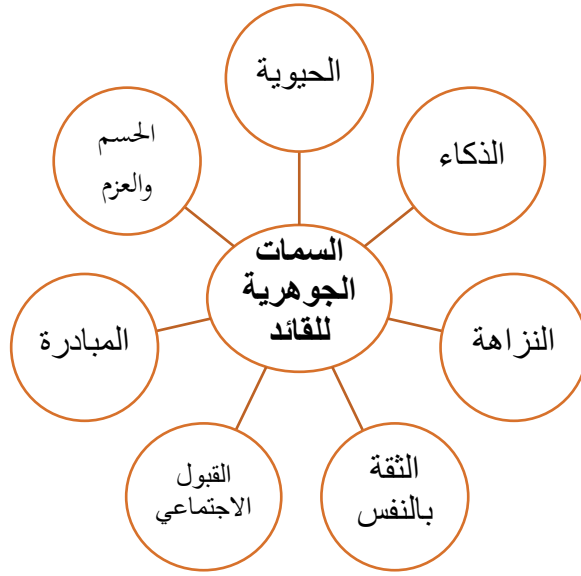 الحيوية
الذكاء
النزاهة
الثقة
بالنفس
القبول
الاجتماعي
المبادرة
الحسم
والعزم
السمات
الجوهرية
للقائد